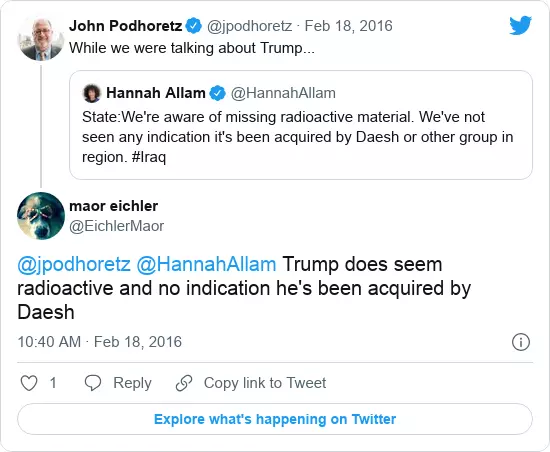 John Podhoretz @jpodhoretz · Feb 18, 2016
While we were talking about Trump...
Hannah Allam @HannahAllam
State:We're aware of missing radioactive material. We've not
seen any indication it's been acquired by Daesh or other group in
region. #Iraq
maor eichler
@EichlerMaor
@jpodhoretz @HannahAllam Trump does seem
radioactive and no indication he's been acquired by
Daesh
10:40 AM · Feb 18, 2016
1 Reply Copy link to Tweet
Explore what's happening on Twitter